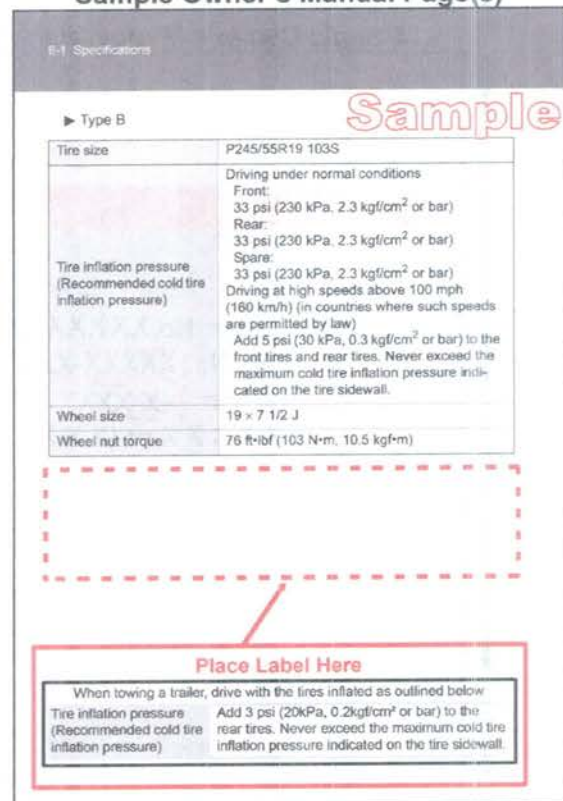 Sample Owner's Manual Page(s)
8-1 Specifications
Sample
▶ Type B
Tire size P245/55R19 103S
Tire inflation pressure
(Recommended cold tire
inflation pressure)
Driving under normal conditions
Front:
33 psi (230 kPa, 2.3 kgf/cm² or bar)
Rear:
33 psi (230 kPa, 2.3 kgf/cm² or bar)
Spare:
33 psi (230 kPa, 2.3 kgf/cm² or bar)
Driving at high speeds above 100 mph
(160 km/h) (in countries where such speeds
are permitted by law)
Add 5 psi (30 kPa, 0.3 kgf/cm² or bar) to the
front tires and rear tires. Never exceed the
maximum cold tire inflation pressure indi-
cated on the tire sidewall.
Wheel size 19 × 7 1/2 J
Wheel nut torque 76 ft•lbf (103 N•m, 10.5 kgf•m)
Place Label Here
When towing a trailer, drive with the tires inflated as outlined below
Tire inflation pressure
(Recommended cold tire
inflation pressure)
Add 3 psi (20kPa, 0.2kgf/cm² or bar) to the
rear tires. Never exceed the maximum cold tire
inflation pressure indicated on the tire sidewall.